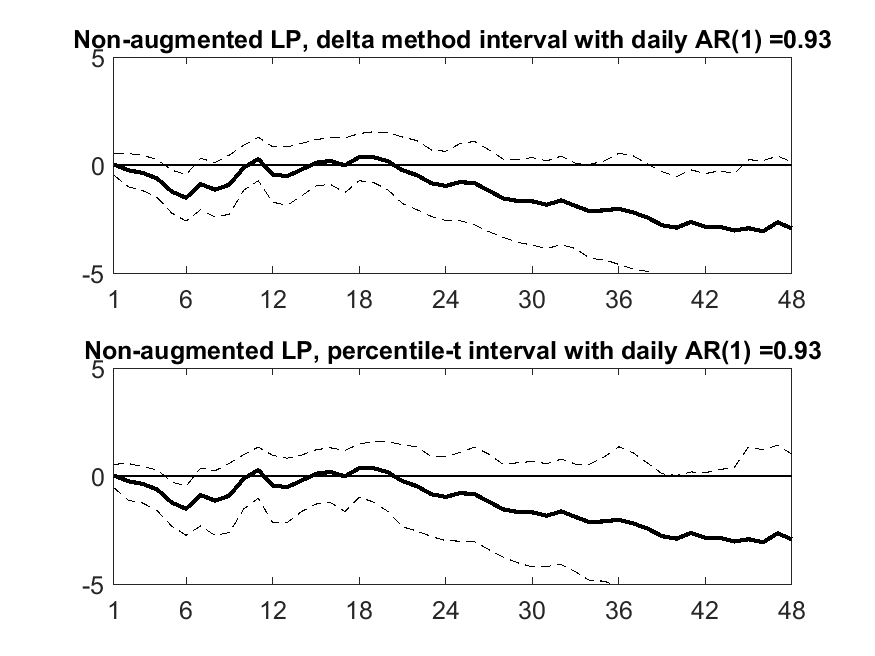 Non-augmented LP, delta method interval with daily AR(1) =0.93
5
0
-5
1 6 12 18 24 30 36 42 48
Non-augmented LP, percentile-t interval with daily AR(1) =0.93
5
0
-5
1 6 12 18 24 30 36 42 48